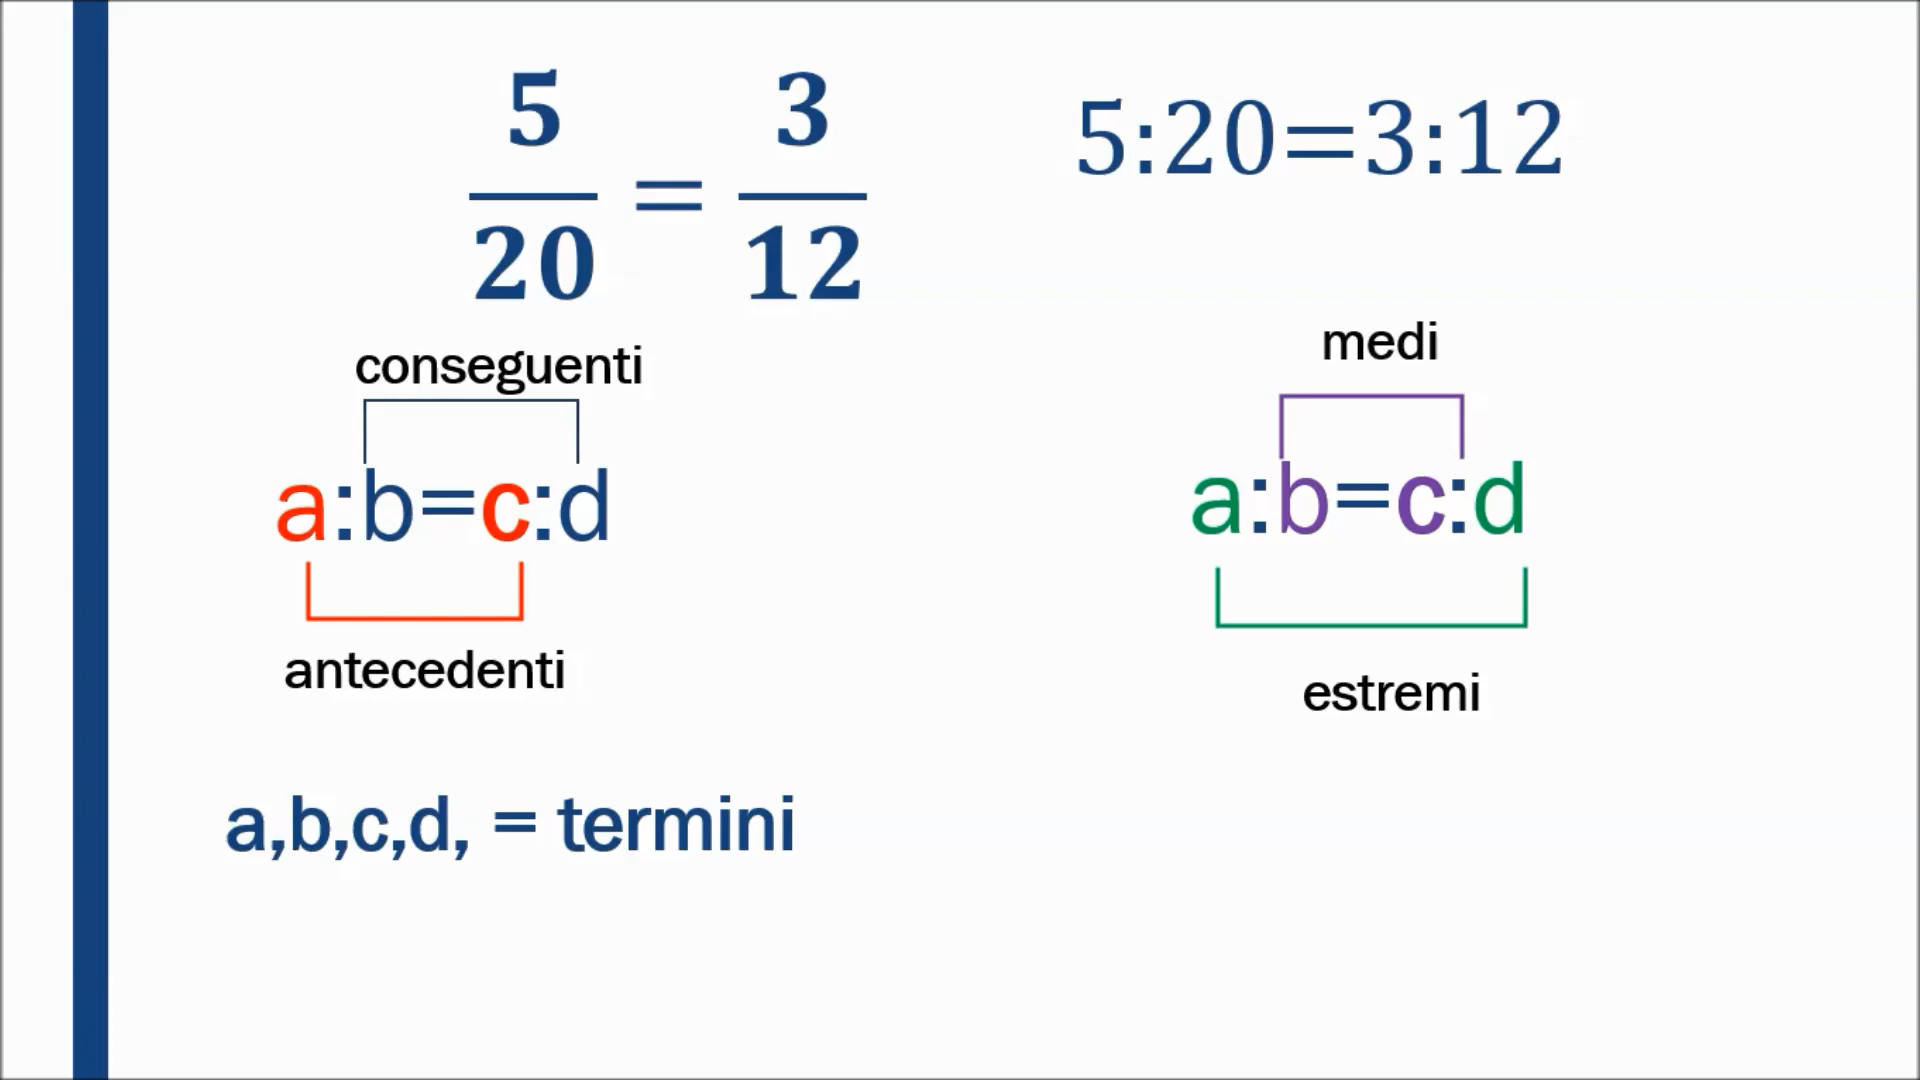 5/20 = 3/12
5:20=3:12
conseguenti
a:b=c:d
antecedenti
medi
a:b=c:d
estremi
a,b,c,d, = termini